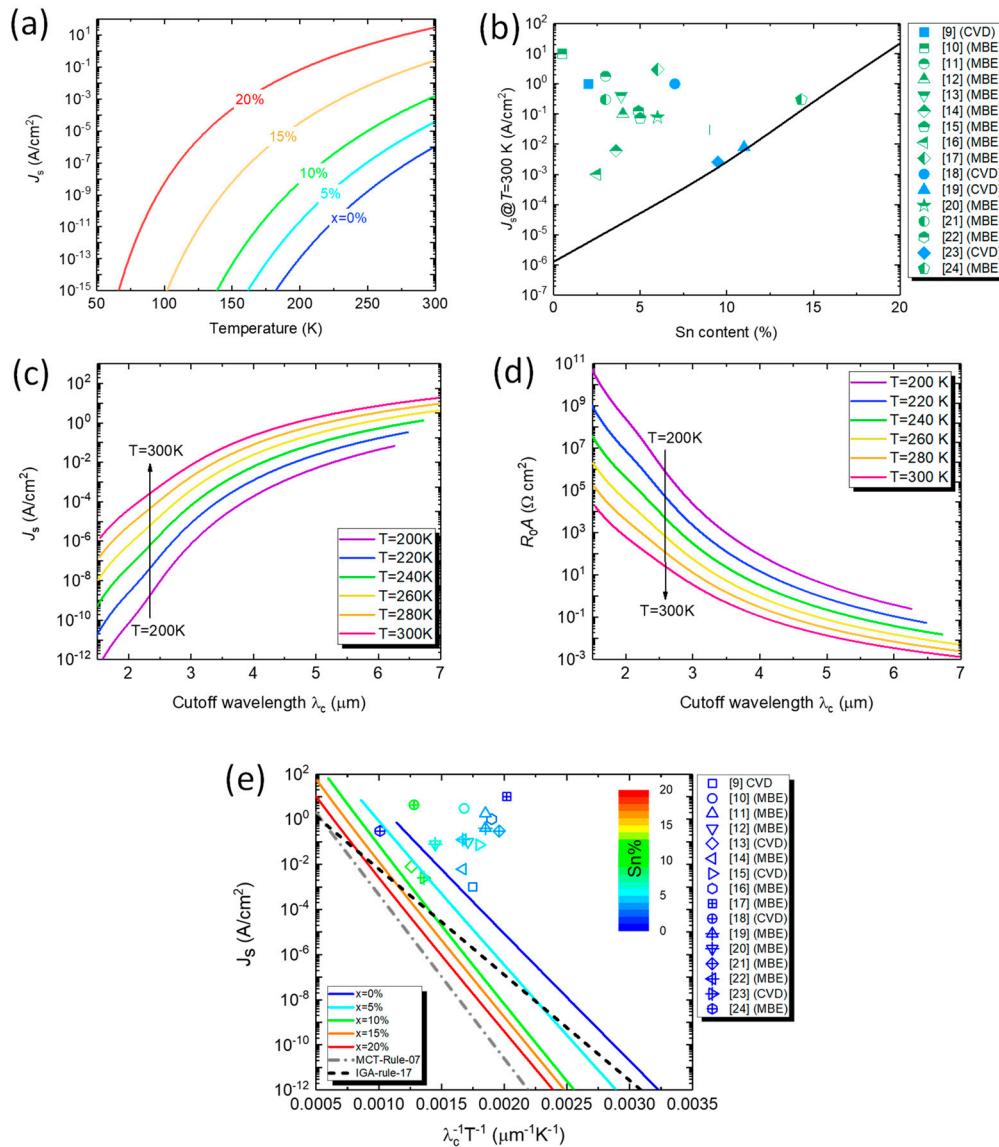 (a)
10¹
10⁻¹
10⁻³
10⁻⁵
10⁻⁷
10⁻⁹
10⁻¹¹
10⁻¹³
10⁻¹⁵
Jₛ (A/cm²)
20%
15%
10%
5%
x=0%
50 100 150 200 250 300
Temperature (K)
(b)
10²
10¹
10⁰
10⁻¹
10⁻²
10⁻³
10⁻⁴
10⁻⁵
10⁻⁶
10⁻⁷
Jₛ@T=300 K (A/cm²)
0 5 10 15 20
Sn content (%)
[9] (CVD)
[10] (MBE)
[11] (MBE)
[12] (MBE)
[13] (MBE)
[14] (MBE)
[15] (MBE)
[16] (MBE)
[17] (MBE)
[18] (CVD)
[19] (CVD)
[20] (MBE)
[21] (MBE)
[22] (MBE)
[23] (CVD)
[24] (MBE)
(c)
10⁴
10²
10⁰
10⁻²
10⁻⁴
10⁻⁶
10⁻⁸
10⁻¹⁰
10⁻¹²
Jₛ (A/cm²)
T=300K
T=200K
T=200K
T=220K
T=240K
T=260K
T=280K
T=300K
2 3 4 5 6 7
Cutoff wavelength λc (μm)
(d)
10¹¹
10⁹
10⁷
10⁵
10³
10¹
10⁻¹
10⁻³
R₀A (Ω cm²)
T=200K
T=300K
T=200 K
T=220 K
T=240 K
T=260 K
T=280 K
T=300 K
2 3 4 5 6 7
Cutoff wavelength λc (μm)
(e)
10²
10⁰
10⁻²
10⁻⁴
10⁻⁶
10⁻⁸
10⁻¹⁰
10⁻¹²
Jₛ (A/cm²)
20
15
10
5
0
Sn%
x=0%
x=5%
x=10%
x=15%
x=20%
MCT-Rule-07
IGA-rule-17
0.0005 0.0010 0.0015 0.0020 0.0025 0.0030 0.0035
λc⁻¹T⁻¹ (μm⁻¹K⁻¹)
[9] CVD
[10] (MBE)
[11] (MBE)
[12] (MBE)
[13] (CVD)
[14] (MBE)
[15] (CVD)
[16] (MBE)
[17] (MBE)
[18] (CVD)
[19] (MBE)
[20] (MBE)
[21] (MBE)
[22] (MBE)
[23] (CVD)
[24] (MBE)